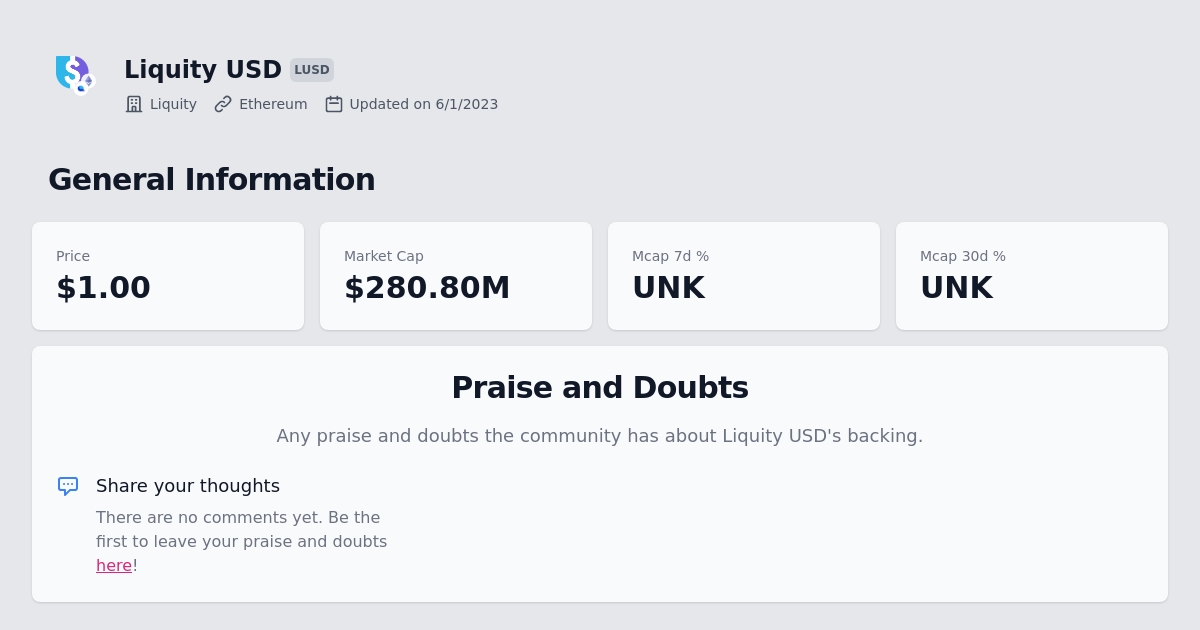 Liquity USD LUSD
Liquity Ethereum Updated on 6/1/2023
General Information
Price
$1.00
Market Cap
$280.80M
Mcap 7d %
UNK
Mcap 30d %
UNK
Praise and Doubts
Any praise and doubts the community has about Liquity USD's backing.
Share your thoughts
There are no comments yet. Be the
first to leave your praise and doubts
here!